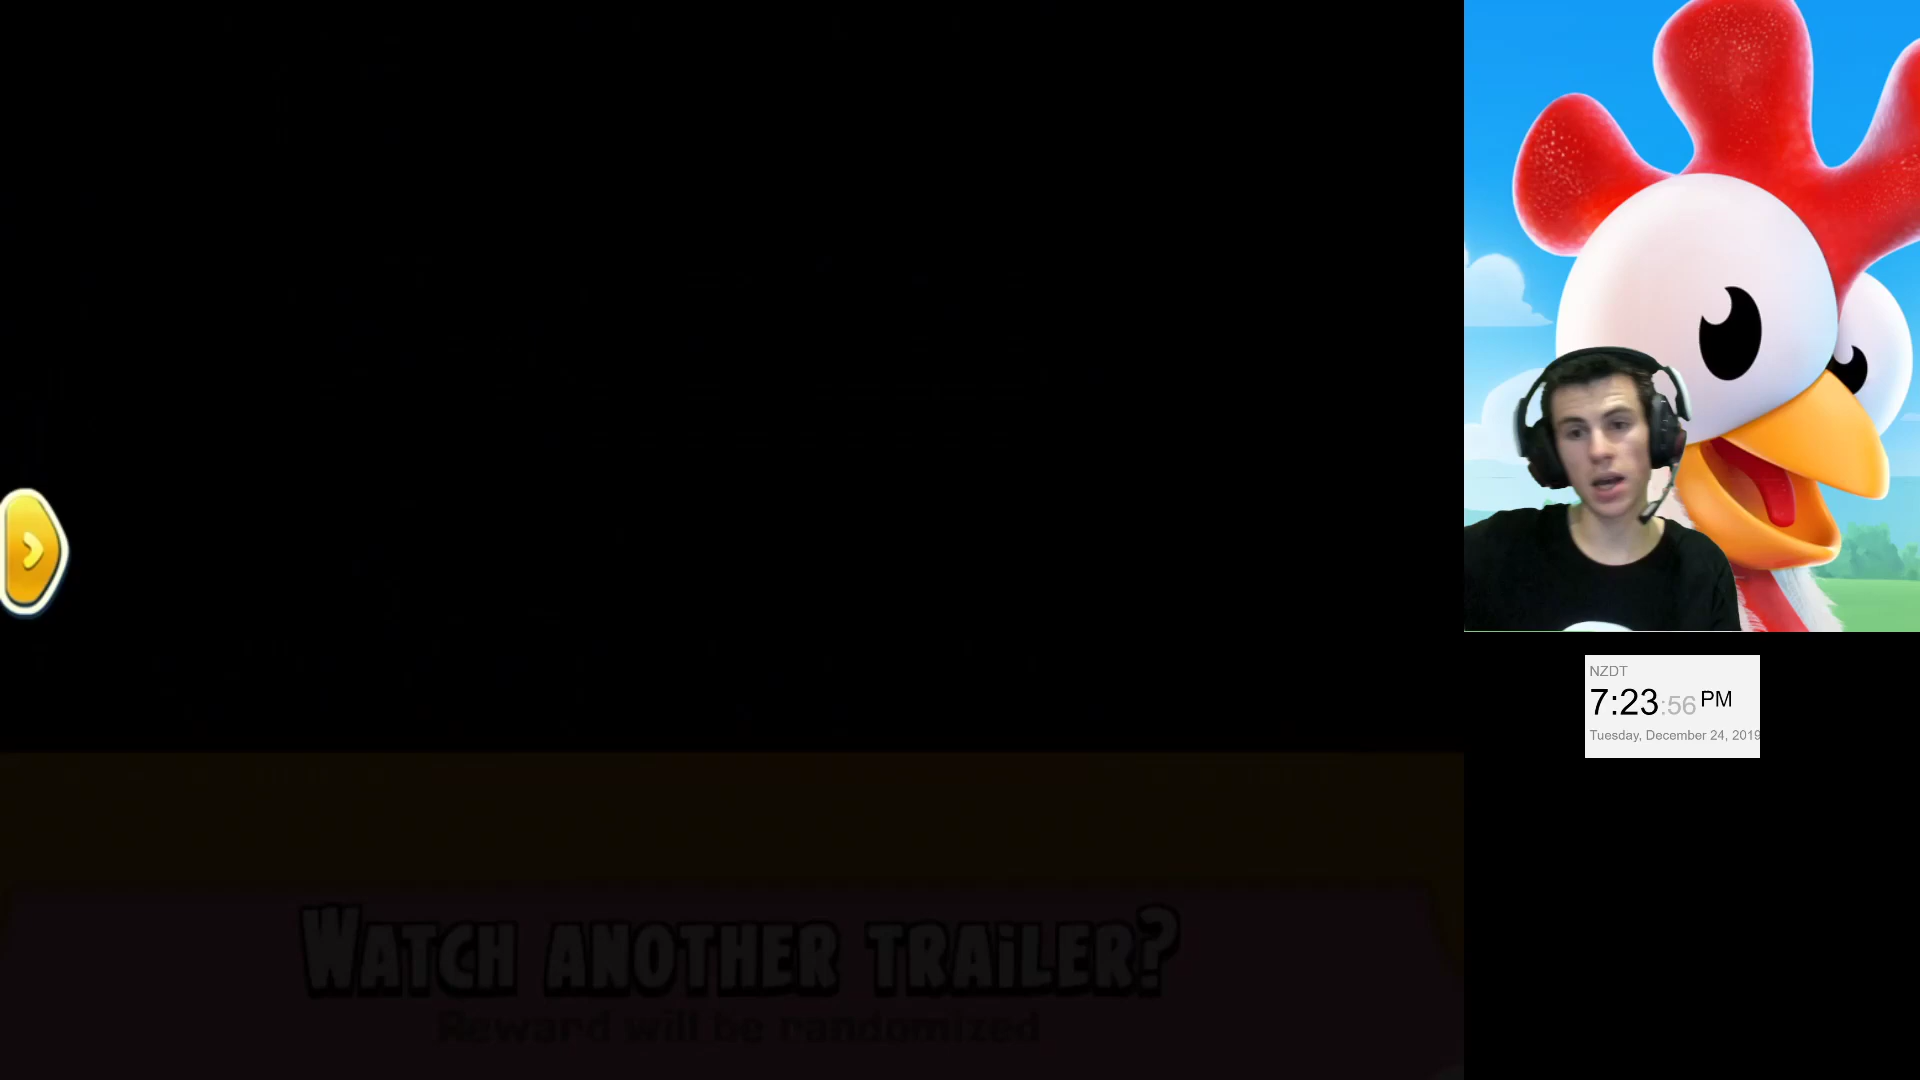 WATCH ANOTHER TRAiLER?
Reward will be randomized
NZDT
7:23:56 PM
Tuesday, December 24, 2019